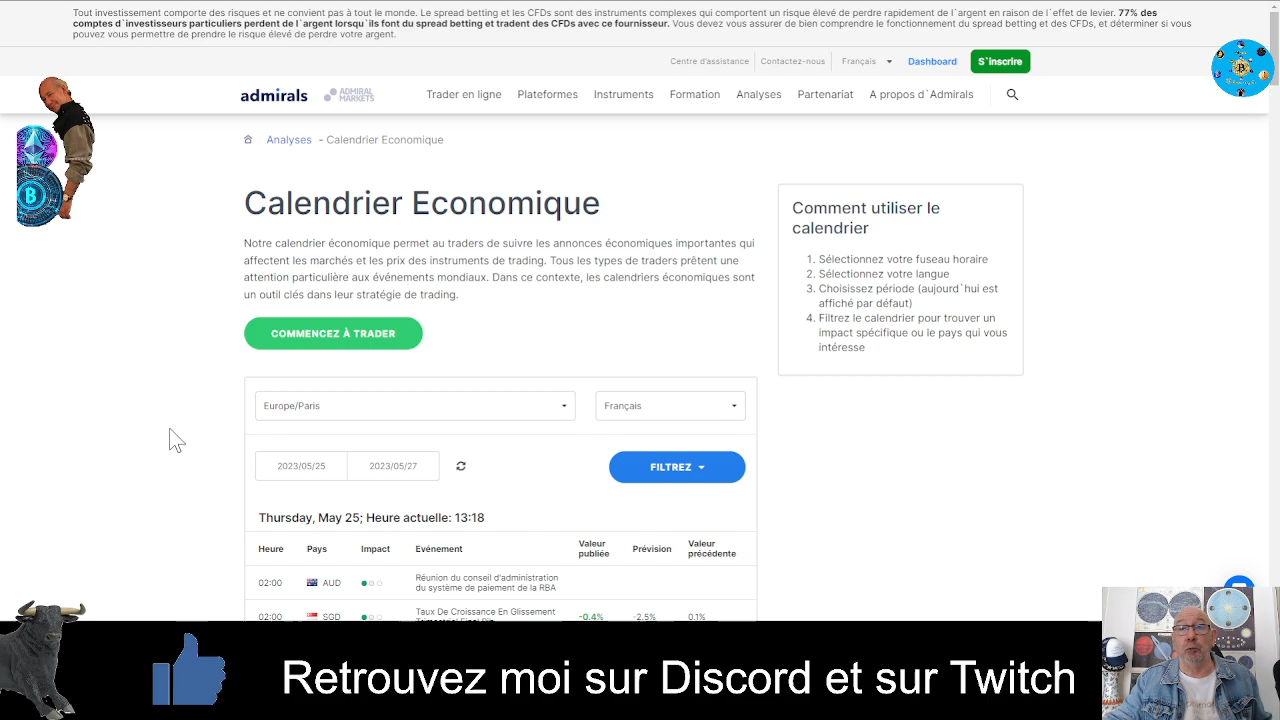 Tout investissement comporte des risques et ne convient pas à tout le monde. Le spread betting et les CFDs sont des instruments complexes qui comportent un risque élevé de perdre rapidement de l`argent en raison de l`effet de levier. 77% des
comptes d`investisseurs particuliers perdent de l`argent lorsqu`ils font du spread betting et tradent des CFDs avec ce fournisseur. Vous devez vous assurer de bien comprendre le fonctionnement du spread betting et des CFDs, et déterminer si vous
pouvez vous permettre de prendre le risque élevé de perdre votre argent.
Centre d'assistance Contactez-nous Français Dashboard S`inscrire
admirals ADMIRAL MARKETS Trader en ligne Plateformes Instruments Formation Analyses Partenariat A propos d`Admirals
Analyses - Calendrier Economique
Calendrier Economique
Notre calendrier économique permet au traders de suivre les annonces économiques importantes qui
affectent les marchés et les prix des instruments de trading. Tous les types de traders prêtent une
attention particulière aux événements mondiaux. Dans ce contexte, les calendriers économiques sont
un outil clés dans leur stratégie de trading.
COMMENCEZ À TRADER
Comment utiliser le
calendrier
1. Sélectionnez votre fuseau horaire
2. Sélectionnez votre langue
3. Choisissez période (aujourd`hui est
affiché par défaut)
4. Filtrez le calendrier pour trouver un
impact spécifique ou le pays qui vous
intéresse
Europe/Paris Français
2023/05/25 2023/05/27 FILTREZ
Thursday, May 25; Heure actuelle: 13:18
Heure Pays Impact Evénement Valeur publiée Prévision Valeur précédente
02:00 AUD Réunion du conseil d'administration
du système de paiement de la RBA
02:00 SGD Taux De Croissance En Glissement -0.4% -2.5% 0.1%
Retrouvez moi sur Discord et sur Twitch